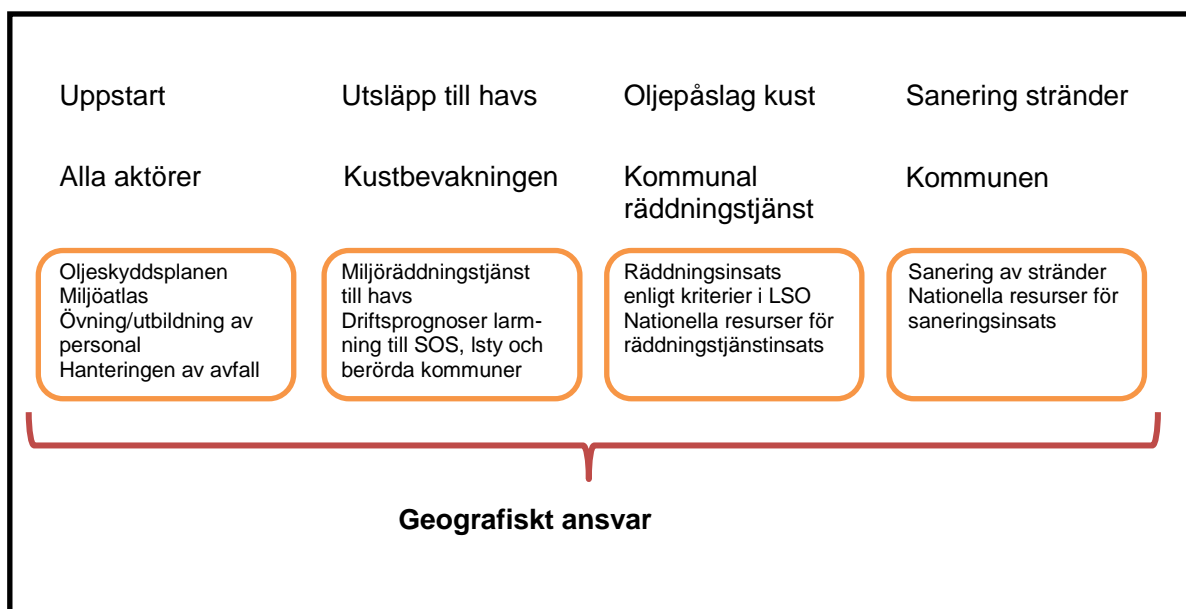 Uppstart
Utsläpp till havs
Oljepåslag kust
Sanering stränder
Alla aktörer
Kustbevakningen
Kommunal
räddningstjänst
Kommunen
Oljeskyddsplanen
Miljöatlas
Övning/utbildning av
personal
Hanteringen av avfall
Miljöräddningstjänst
till havs
Driftsprognoser larm-
ning till SOS, lsty och
berörda kommuner
Räddningsinsats
enligt kriterier i LSO
Nationella resurser för
räddningstjänstinsats
Sanering av stränder
Nationella resurser för
saneringsinsats
Geografiskt ansvar